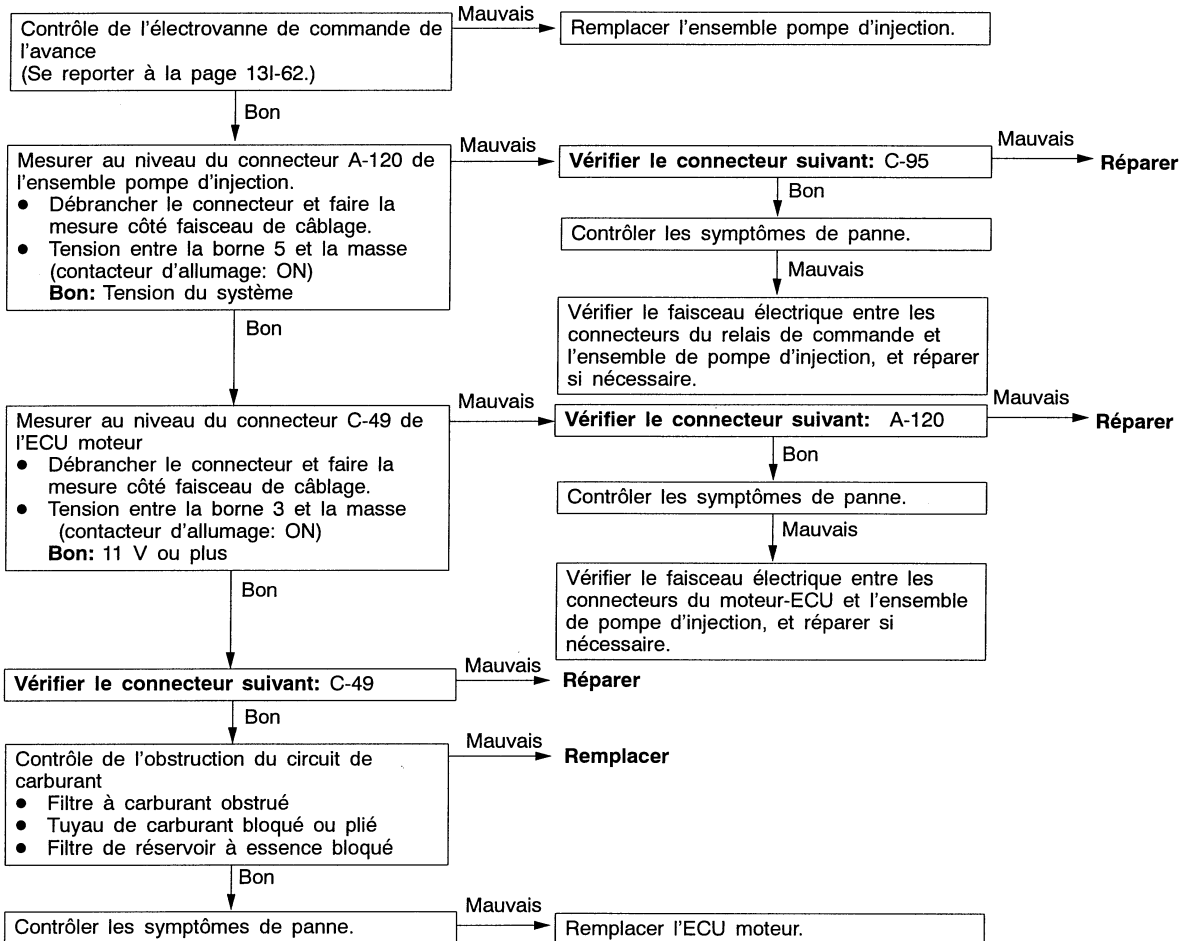 Contrôle de l'électrovanne de commande de
l'avance
(Se reporter à la page 13I-62.)
Mauvais
Remplacer l'ensemble pompe d'injection.
Bon
Mesurer au niveau du connecteur A-120 de
l'ensemble pompe d'injection.
● Débrancher le connecteur et faire la
mesure côté faisceau de câblage.
● Tension entre la borne 5 et la masse
(contacteur d'allumage: ON)
Bon: Tension du système
Mauvais
Vérifier le connecteur suivant: C-95
Mauvais
Réparer
Bon
Contrôler les symptômes de panne.
Mauvais
Vérifier le faisceau électrique entre les
connecteurs du relais de commande et
l'ensemble de pompe d'injection, et réparer
si nécessaire.
Bon
Mesurer au niveau du connecteur C-49 de
l'ECU moteur
● Débrancher le connecteur et faire la
mesure côté faisceau de câblage.
● Tension entre la borne 3 et la masse
(contacteur d'allumage: ON)
Bon: 11 V ou plus
Mauvais
Vérifier le connecteur suivant: A-120
Mauvais
Réparer
Bon
Contrôler les symptômes de panne.
Mauvais
Vérifier le faisceau électrique entre les
connecteurs du moteur-ECU et l'ensemble
de pompe d'injection, et réparer si
nécessaire.
Bon
Vérifier le connecteur suivant: C-49
Mauvais
Réparer
Bon
Contrôle de l'obstruction du circuit de
carburant
● Filtre à carburant obstrué
● Tuyau de carburant bloqué ou plié
● Filtre de réservoir à essence bloqué
Mauvais
Remplacer
Bon
Contrôler les symptômes de panne.
Mauvais
Remplacer l'ECU moteur.